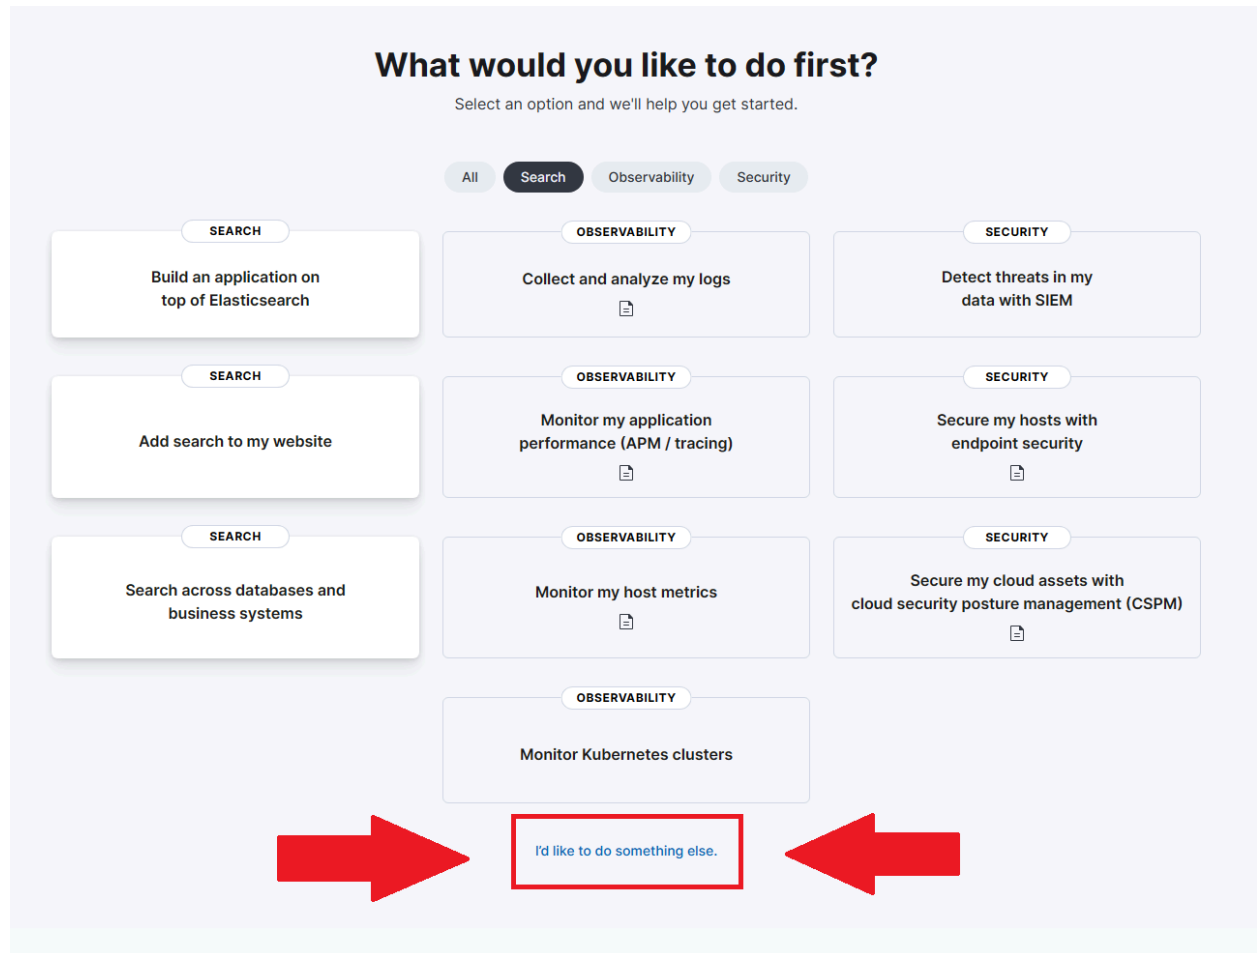 What would you like to do first?
Select an option and we'll help you get started.
All
Search
Observability
Security
SEARCH
Build an application on
top of Elasticsearch
OBSERVABILITY
Collect and analyze my logs
SECURITY
Detect threats in my
data with SIEM
SEARCH
Add search to my website
OBSERVABILITY
Monitor my application
performance (APM / tracing)
SECURITY
Secure my hosts with
endpoint security
SEARCH
Search across databases and
business systems
OBSERVABILITY
Monitor my host metrics
SECURITY
Secure my cloud assets with
cloud security posture management (CSPM)
OBSERVABILITY
Monitor Kubernetes clusters
I'd like to do something else.